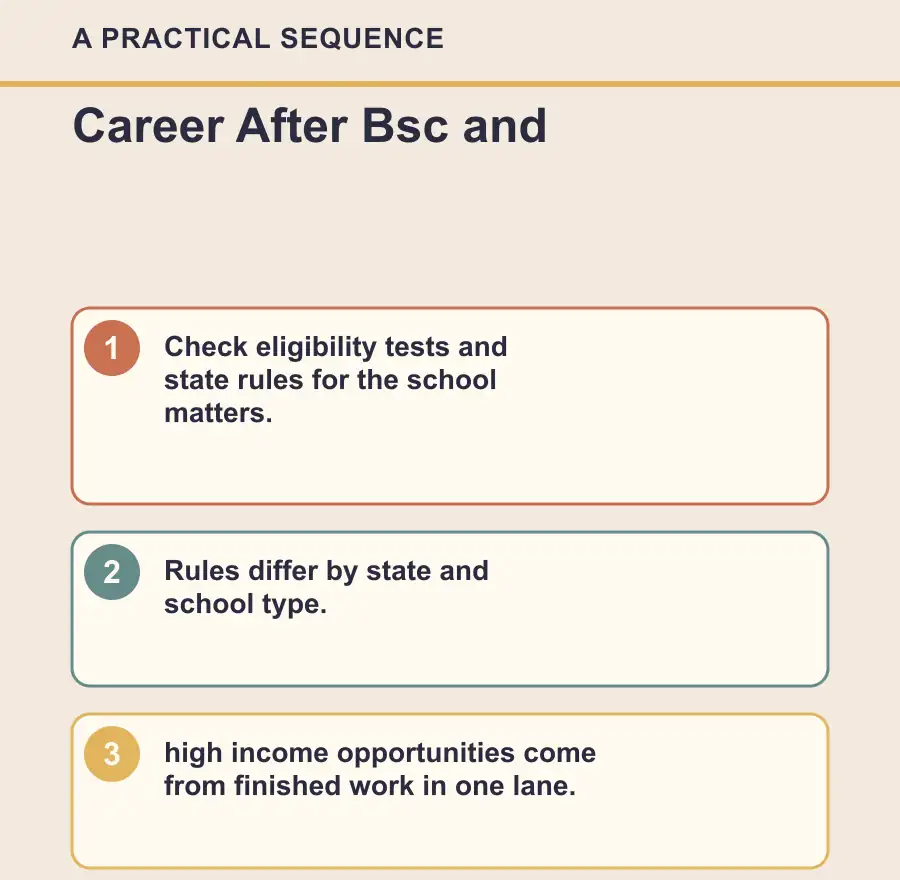 A PRACTICAL SEQUENCE
Career After Bsc and
1
Check eligibility tests and
state rules for the school
matters.
2
Rules differ by state and
school type.
3
high income opportunities come
from finished work in one lane.